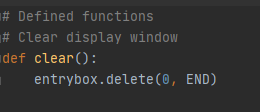 # Defined functions
# Clear display window
def clear():
    entrybox.delete(0, END)